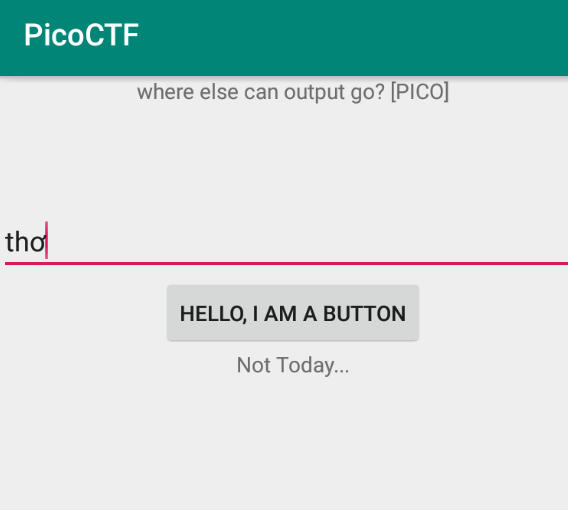 PicoCTF
where else can output go? [PICO]
thơ
HELLO, I AM A BUTTON
Not Today...